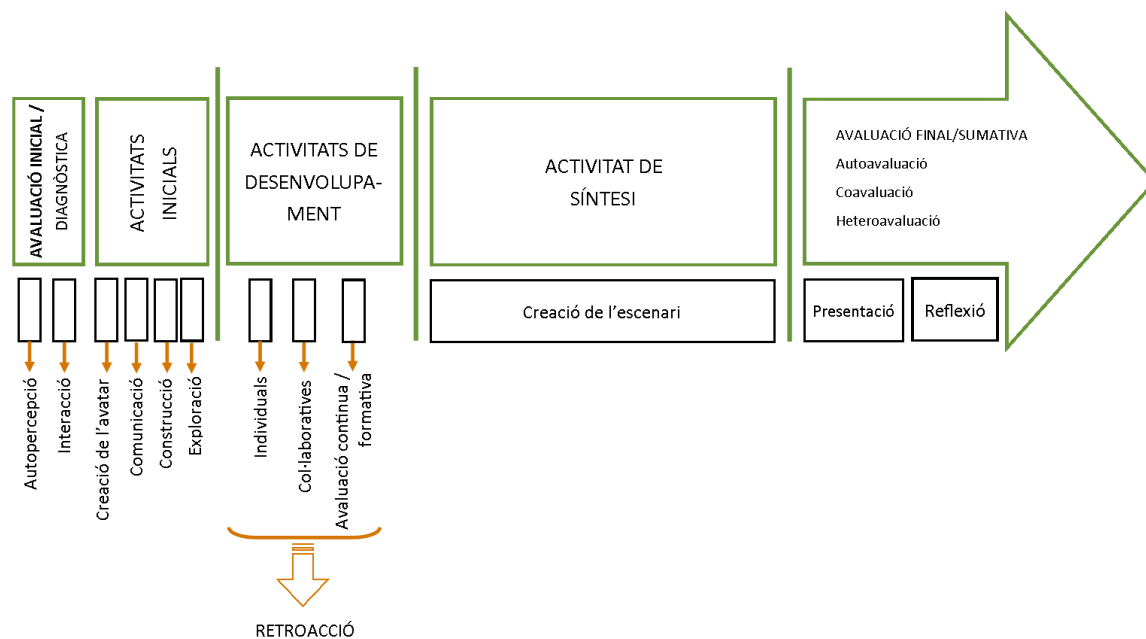 AVALUACIÓ INICIAL /
DIAGNÒSTICA
ACTIVITATS
INICIALS
ACTIVITATS DE
DESENVOLUPA-
MENT
ACTIVITAT DE
SÍNTESI
AVALUACIÓ FINAL/SUMATIVA
Autoavaluació
Coavaluació
Heteroavaluació
Creació de l’escenari
Presentació
Reflexió
Autopercepció
Interacció
Creació de l’avatar
Comunicació
Construcció
Exploració
Individuals
Col·laboratives
Avaluació continua /
formativa
RETROACCIÓ